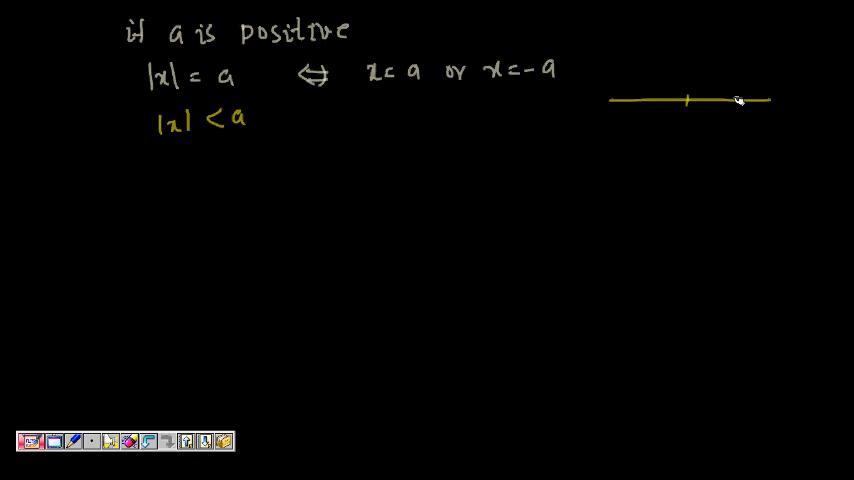 if a is positive
|x| = a ⇔ x = a or x = -a
|x| < a